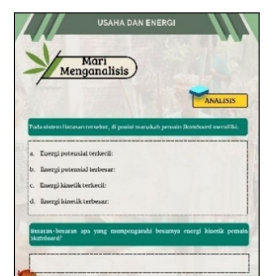 USAHA DAN ENERGI
Mari
Menganalisis
ANALISIS
Pada sistem lintasan tersebut, di posisi manakah pemain Skateboard memiliki.
a. Energi potensial terkecil:
b. Energi potensial terbesar:
c. Energi kinetik terkecil:
d. Energi kinetik terbesar:
Besaran-besaran apa yang mempengaruhi besarnya energi kinetik pemain
Skateboard?